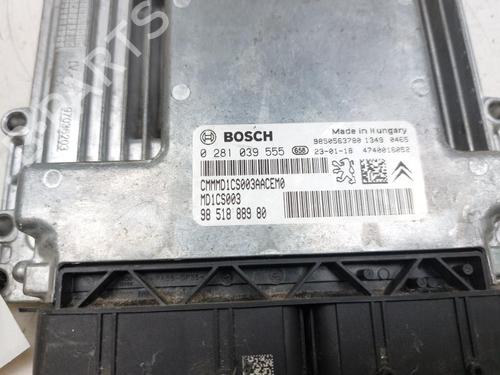 BOSCH
Made in Hungary
9850563780 1349 0465
0 281 039 555 658 23-01-18 4740016052
CMMMD1CS003AACEM0
MD1CS003
98 518 889 80